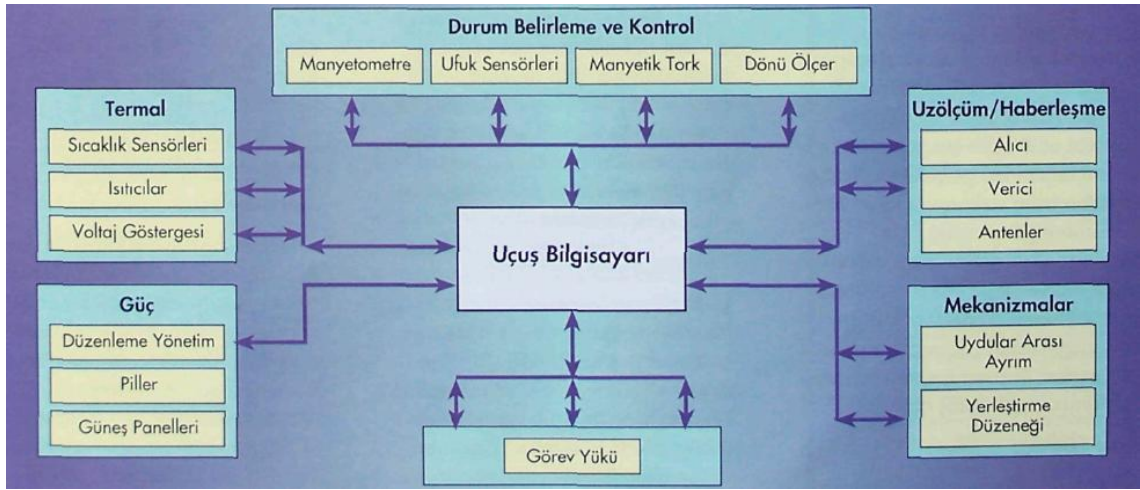 Durum Belirleme ve Kontrol
Manyetometre
Ufuk Sensörleri
Manyetik Tork
Dönü Ölçer
Termal
Sıcaklık Sensörleri
Isıtıcılar
Voltaj Göstergesi
Uzölçüm/Haberleşme
Alıcı
Verici
Antenler
Uçuş Bilgisayarı
Güç
Düzenleme Yönetim
Piller
Güneş Panelleri
Mekanizmalar
Uydular Arası
Ayrım
Yerleştirme
Düzeneği
Görev Yükü